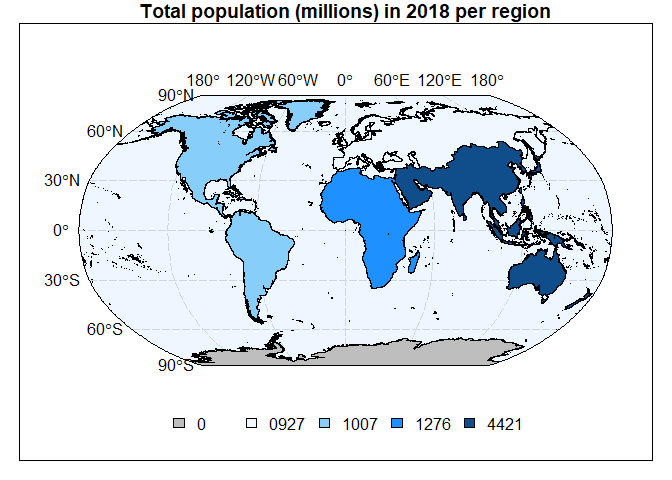 Total population (millions) in 2018 per region
180° 120°W 60°W 0° 60°E 120°E 180°
90°N
60°N
30°N
0°
30°S
60°S
90°S
0 0927 1007 1276 4421